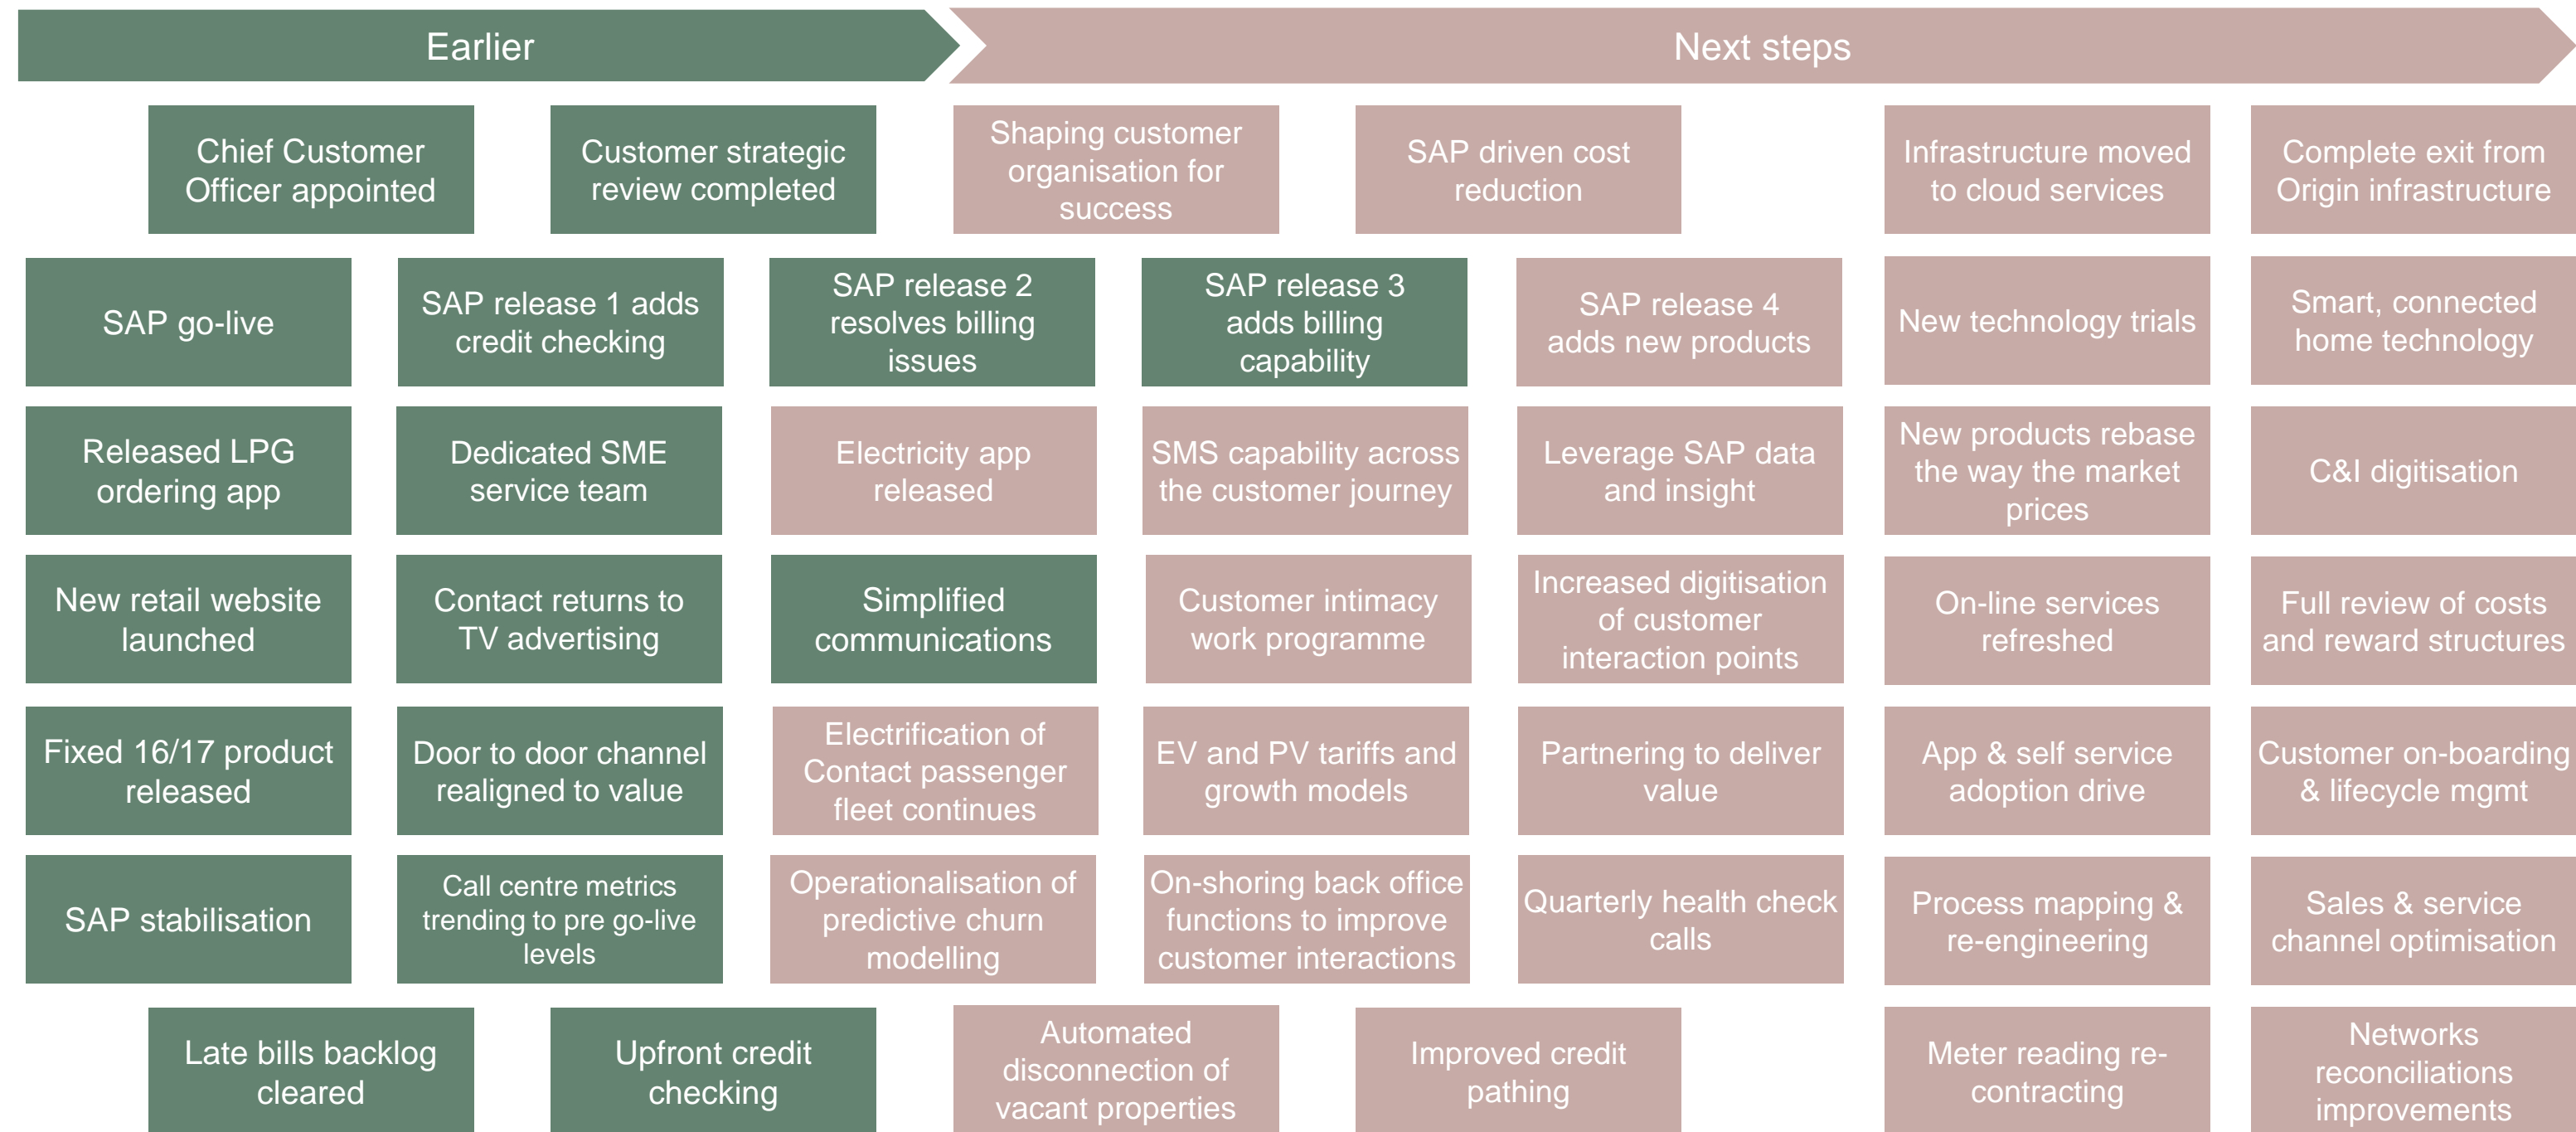 Earlier
Next steps
Chief Customer
Officer appointed
Customer strategic
review completed
Shaping customer
organisation for
success
SAP driven cost
reduction
Infrastructure moved
to cloud services
Complete exit from
Origin infrastructure
SAP go-live
SAP release 1 adds
credit checking
SAP release 2
resolves billing
issues
SAP release 3
adds billing
capability
SAP release 4
adds new products
New technology trials
Smart, connected
home technology
Released LPG
ordering app
Dedicated SME
service team
Electricity app
released
SMS capability across
the customer journey
Leverage SAP data
and insight
New products rebase
the way the market
prices
C&I digitisation
New retail website
launched
Contact returns to
TV advertising
Simplified
communications
Customer intimacy
work programme
Increased digitisation
of customer
interaction points
On-line services
refreshed
Full review of costs
and reward structures
Fixed 16/17 product
released
Door to door channel
realigned to value
Electrification of
Contact passenger
fleet continues
EV and PV tariffs and
growth models
Partnering to deliver
value
App & self service
adoption drive
Customer on-boarding
& lifecycle mgmt
SAP stabilisation
Call centre metrics
trending to pre go-live
levels
Operationalisation of
predictive churn
modelling
On-shoring back office
functions to improve
customer interactions
Quarterly health check
calls
Process mapping &
re-engineering
Sales & service
channel optimisation
Late bills backlog
cleared
Upfront credit
checking
Automated
disconnection of
vacant properties
Improved credit
pathing
Meter reading re-
contracting
Networks
reconciliations
improvements